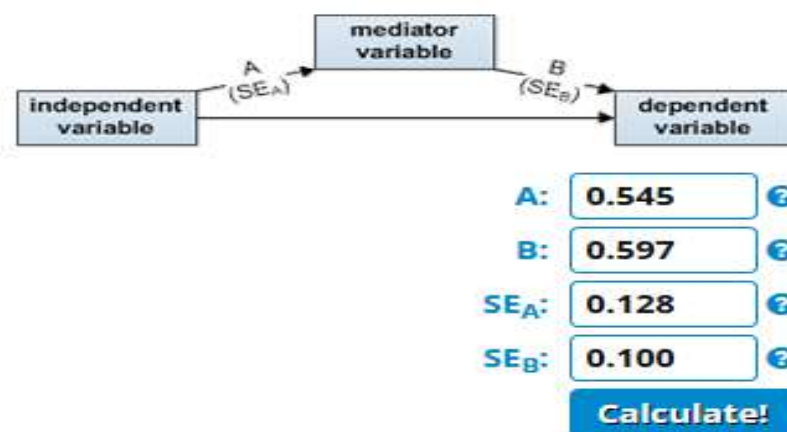 mediator
variable
A
(SEA)
B
(SEB)
independent
variable
dependent
variable
A: 0.545 ?
B: 0.597 ?
SEA: 0.128 ?
SEB: 0.100 ?
Calculate!